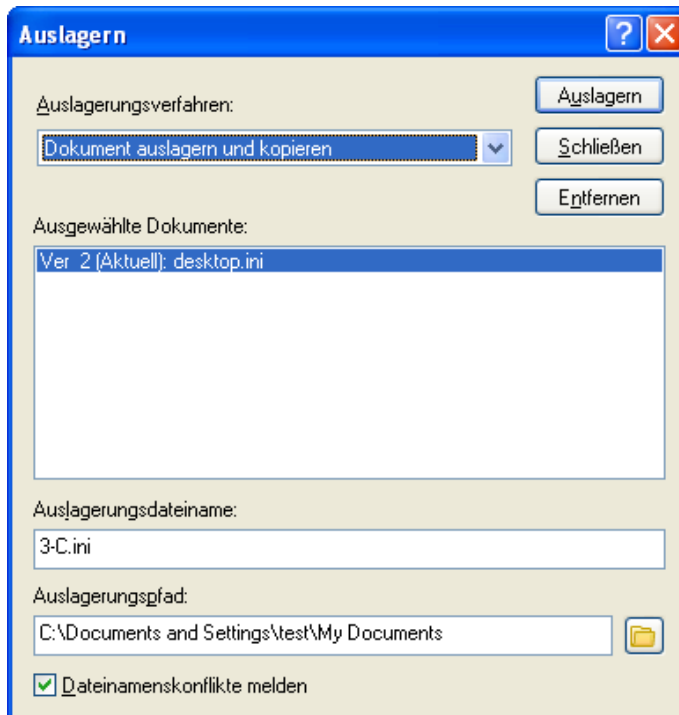 Auslagern
Auslagerungsverfahren:
Auslagern
Dokument auslagern und kopieren
Schließen
Entfernen
Ausgewählte Dokumente:
Ver 2 (Aktuell): desktop.ini
Auslagerungsdateiname:
3-C.ini
Auslagerungspfad:
C:\Documents and Settings\test\My Documents
Dateinamenskonflikte melden